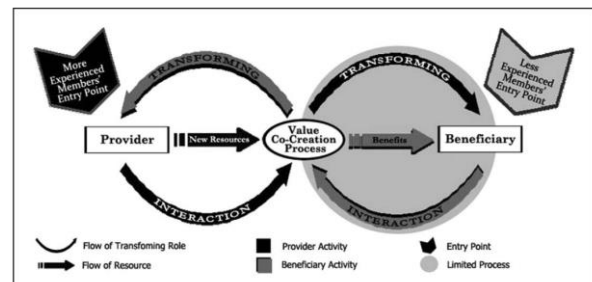 More
Experienced
Members'
Entry Point
Less
Experienced
Members'
Entry Point
TRANSFORMING
TRANSFORMING
Provider
New Resources
Value
Co-Creation
Process
Benefits
Beneficiary
INTERACTION
INTERACTION
Flow of Transfoming Role
Provider Activity
Entry Point
Flow of Resource
Beneficiary Activity
Limited Process